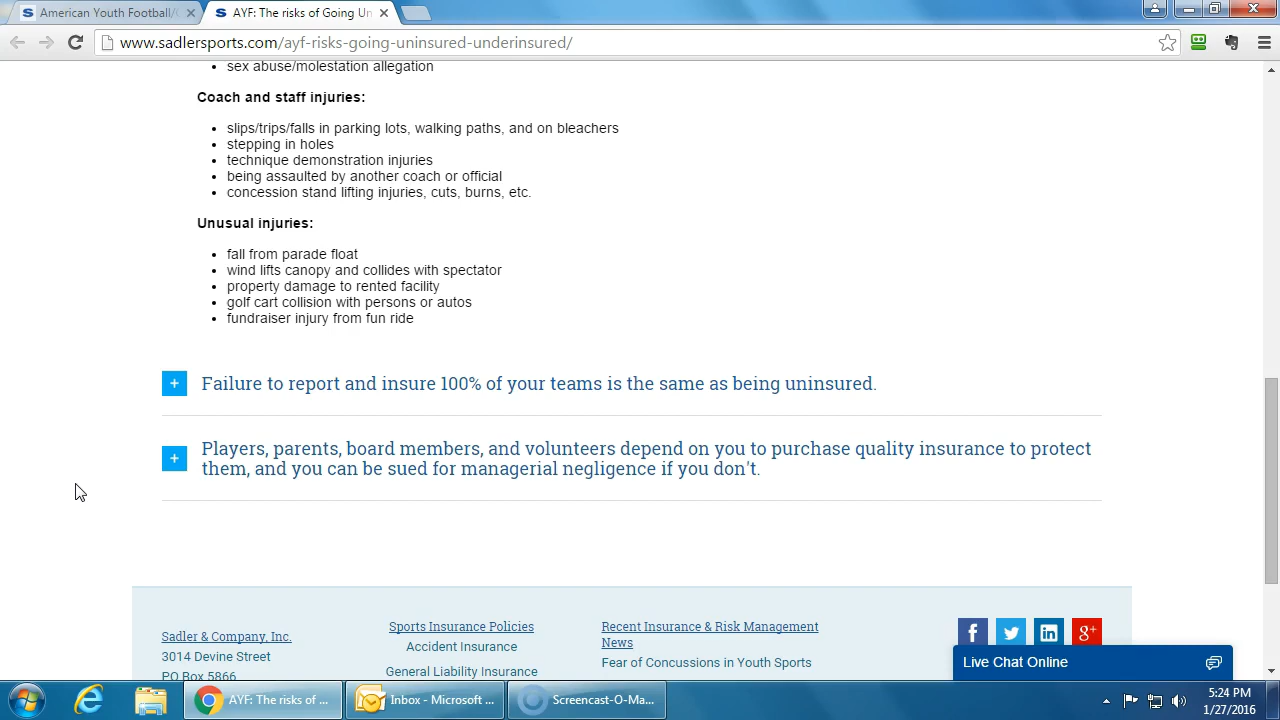 American Youth Football/
AYF: The risks of Going Un
www.sadlersports.com/ayf-risks-going-uninsured-underinsured/
sex abuse/molestation allegation
Coach and staff injuries:
slips/trips/falls in parking lots, walking paths, and on bleachers
stepping in holes
technique demonstration injuries
being assaulted by another coach or official
concession stand lifting injuries, cuts, burns, etc.
Unusual injuries:
fall from parade float
wind lifts canopy and collides with spectator
property damage to rented facility
golf cart collision with persons or autos
fundraiser injury from fun ride
+ Failure to report and insure 100% of your teams is the same as being uninsured.
+ Players, parents, board members, and volunteers depend on you to purchase quality insurance to protect
them, and you can be sued for managerial negligence if you don't.
Sadler & Company, Inc.
3014 Devine Street
PO Box 5866
Sports Insurance Policies
Accident Insurance
General Liability Insurance
Recent Insurance & Risk Management
News
Fear of Concussions in Youth Sports
Live Chat Online
AYF: The risks of ...
Inbox - Microsoft ...
Screencast-O-Ma...
5:24 PM
1/27/2016